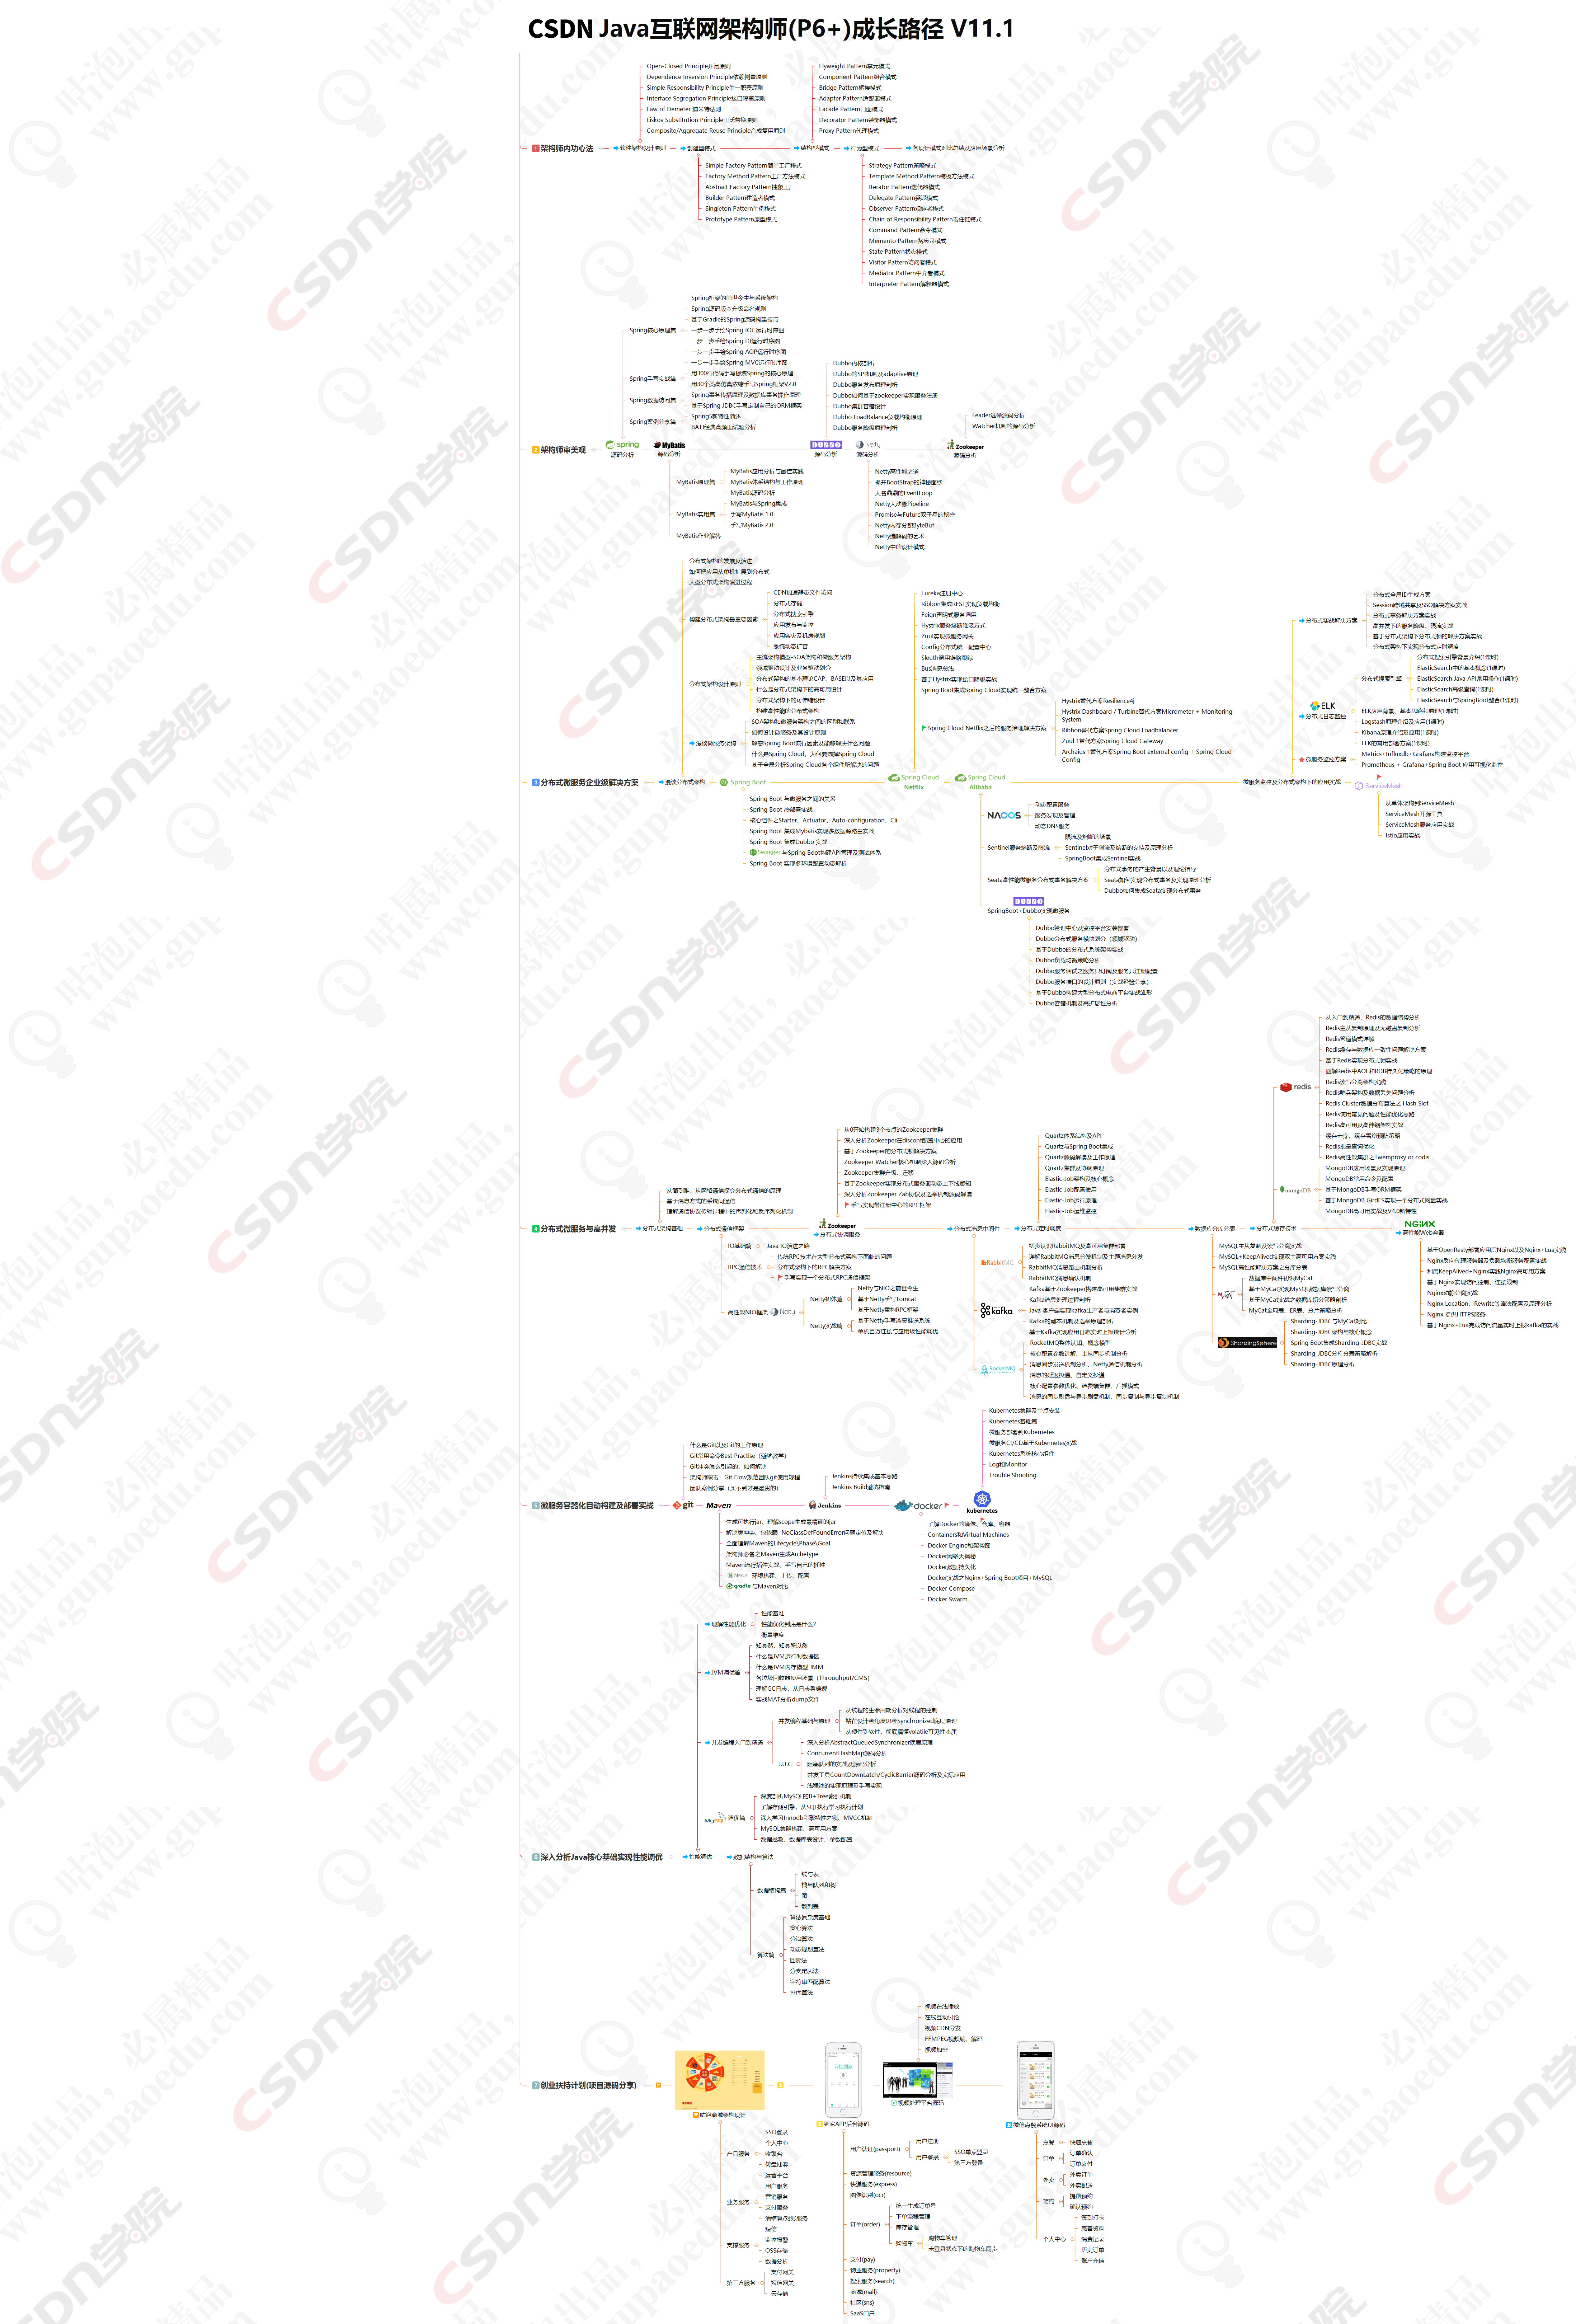 CSDN Java互联网架构师(P6+)成长路径 V11.1
1 架构师内功心法
软件架构设计原则
Open-Closed Principle开闭原则
Dependence Inversion Principle依赖倒置原则
Simple Responsibility Principle单一职责原则
Interface Segregation Principle接口隔离原则
Law of Demeter 迪米特法则
Liskov Substitution Principle里氏替换原则
Composite/Aggregate Reuse Principle合成复用原则
创建型模式
Simple Factory Pattern简单工厂模式
Factory Method Pattern工厂方法模式
Abstract Factory Pattern抽象工厂
Builder Pattern建造者模式
Singleton Pattern单例模式
Prototype Pattern原型模式
结构型模式
Flyweight Pattern享元模式
Component Pattern组合模式
Bridge Pattern桥接模式
Adapter Pattern适配器模式
Facade Pattern门面模式
Decorator Pattern装饰器模式
Proxy Pattern代理模式
行为型模式
Strategy Pattern策略模式
Template Method Pattern模板方法模式
Iterator Pattern迭代器模式
Delegate Pattern委派模式
Observer Pattern观察者模式
Chain of Responsibility Pattern责任链模式
Command Pattern命令模式
Memento Pattern备忘录模式
State Pattern状态模式
Visitor Pattern访问者模式
Mediator Pattern中介者模式
Interpreter Pattern解释器模式
各设计模式对比总结及应用场景分析
2 架构师审美观
spring
源码分析
Spring核心原理篇
Spring框架的前世今生与系统架构
Spring源码版本升级命名规则
基于Gradle的Spring源码构建技巧
一步一步手绘Spring IOC运行时序图
一步一步手绘Spring DI运行时序图
一步一步手绘Spring AOP运行时序图
一步一步手绘Spring MVC运行时序图
Spring手写实战篇
用300行代码手写提炼Spring的核心原理
用30个类高仿真浓缩手写Spring框架V2.0
Spring数据访问篇
Spring事务传播原理及数据库事务操作原理
基于Spring JDBC手写定制自己的ORM框架
Spring案例分享篇
Spring5新特性简述
BATJ经典高频面试题分析
MyBatis
源码分析
MyBatis原理篇
MyBatis应用分析与最佳实践
MyBatis体系结构与工作原理
MyBatis源码分析
MyBatis实用篇
MyBatis与Spring集成
手写MyBatis 1.0
手写MyBatis 2.0
MyBatis作业解答
源码分析
Dubbo内核剖析
Dubbo的SPI机制及adaptive原理
Dubbo服务发布原理剖析
Dubbo如何基于zookeeper实现服务注册
Dubbo集群容错设计
Dubbo LoadBalance负载均衡原理
Dubbo服务降级原理剖析
Netty
源码分析
Netty高性能之道
揭开BootStrap的神秘面纱
大名鼎鼎的EventLoop
Netty大动脉Pipeline
Promise与Future双子星的秘密
Netty内存分配ByteBuf
Netty编解码的艺术
Netty中的设计模式
Zookeeper
源码分析
Leader选举源码分析
Watcher机制的源码分析
3 分布式微服务企业级解决方案
漫谈分布式架构
分布式架构的发展及演进
如何把应用从单机扩展到分布式
大型分布式架构演进过程
构建分布式架构最重要因素
CDN加速静态文件访问
分布式存储
分布式搜索引擎
应用发布与监控
应用容灾及机房规划
系统动态扩容
分布式架构设计原则
主流架构模型-SOA架构和微服务架构
领域驱动设计及业务驱动划分
分布式架构的基本理论CAP、BASE以及其应用
什么是分布式架构下的高可用设计
分布式架构下的可伸缩设计
构建高性能的分布式架构
漫谈微服务架构
SOA架构和微服务架构之间的区别和联系
如何设计微服务及其设计原则
解惑Spring Boot流行因素及能够解决什么问题
什么是Spring Cloud，为何要选择Spring Cloud
基于全局分析Spring Cloud各个组件所解决的问题
Spring Boot
Spring Boot 与微服务之间的关系
Spring Boot 热部署实战
核心组件之Starter、Actuator、Auto-configuration、Cli
Spring Boot 集成Mybatis实现多数据源路由实战
Spring Boot 集成Dubbo 实战
Swagger 与Spring Boot构建API管理及测试体系
Spring Boot 实现多环境配置动态解析
Spring Cloud
Netflix
Eureka注册中心
Ribbon集成REST实现负载均衡
Feign声明式服务调用
Hystrix服务熔断降级方式
Zuul实现微服务网关
Config分布式统一配置中心
Sleuth调用链路跟踪
Bus消息总线
基于Hystrix实现接口降级实战
Spring Boot集成Spring Cloud实现统一整合方案
Spring Cloud Netflix之后的服务治理解决方案
Hystrix替代方案Resilience4j
Hystrix Dashboard / Turbine替代方案Micrometer + Monitoring
System
Ribbon替代方案Spring Cloud Loadbalancer
Zuul 1替代方案Spring Cloud Gateway
Archaius 1替代方案Spring Boot external config + Spring Cloud
Config
Spring Cloud
Alibaba
NACOS
动态配置服务
服务发现及管理
动态DNS服务
Sentinel服务熔断及限流
限流及熔断的场景
Sentinel对于限流及熔断的支持及原理分析
SpringBoot集成Sentinel实战
Seata高性能微服务分布式事务解决方案
分布式事务的产生背景以及理论指导
Seata如何实现分布式事务及实现原理分析
Dubbo如何集成Seata实现分布式事务
SpringBoot+Dubbo实现微服务
Dubbo管理中心及监控平台安装部署
Dubbo分布式服务模块划分（领域驱动）
基于Dubbo的分布式系统架构实战
Dubbo负载均衡策略分析
Dubbo服务调试之服务只订阅及服务只注册配置
Dubbo服务接口的设计原则（实战经验分享）
基于Dubbo构建大型分布式电商平台实战雏形
Dubbo容错机制及高扩展性分析
微服务监控及分布式架构下的应用实战
分布式实战解决方案
分布式全局ID生成方案
Session跨域共享及SSO解决方案实战
分布式事务解决方案实战
高并发下的服务降级、限流实战
基于分布式架构下分布式锁的解决方案实战
分布式架构下实现分布式定时调度
ELK
分布式日志监控
分布式搜索引擎
分布式搜索引擎背景介绍(1课时)
ElasticSearch中的基本概念(1课时)
ElasticSearch Java API常用操作(1课时)
ElasticSearch高级查询(1课时)
ElasticSearch与SpringBoot整合(1课时)
ELK应用背景、基本思路和原理(1课时)
Logstash原理介绍及应用(1课时)
Kibana原理介绍及应用(1课时)
ELK的常用部署方案(1课时)
微服务监控方案
Metrics+Influxdb+Grafana构建监控平台
Prometheus + Grafana+Spring Boot 应用可视化监控
ServiceMesh
从单体架构到ServiceMesh
ServiceMesh开源工具
ServiceMesh服务应用实战
Istio应用实战
4 分布式微服务与高并发
分布式架构基础
从简到难，从网络通信探究分布式通信的原理
基于消息方式的系统间通信
理解通信协议传输过程中的序列化和反序列化机制
分布式通信框架
IO基础篇
Java IO演进之路
RPC通信技术
传统RPC技术在大型分布式架构下面临的问题
分布式架构下的RPC解决方案
手写实现一个分布式RPC通信框架
高性能NIO框架
Netty
Netty初体验
Netty与NIO之前世今生
基于Netty手写Tomcat
基于Netty重构RPC框架
Netty实战篇
基于Netty手写消息推送系统
单机百万连接与应用级性能调优
Zookeeper
分布式协调服务
从0开始搭建3个节点的Zookeeper集群
深入分析Zookeeper在disconf配置中心的应用
基于Zookeeper的分布式锁解决方案
Zookeeper Watcher核心机制深入源码分析
Zookeeper集群升级、迁移
基于Zookeeper实现分布式服务器动态上下线感知
深入分析Zookeeper Zab协议及选举机制源码解读
手写实现带注册中心的RPC框架
分布式消息中间件
RabbitMQ
初步认识RabbitMQ及高可用集群部署
详解RabbitMQ消息分发机制及主题消息分发
RabbitMQ消息路由机制分析
RabbitMQ消息确认机制
kafka
Kafka基于Zookeeper搭建高可用集群实战
Kafka消息处理过程剖析
Java 客户端实现kafka生产者与消费者实例
Kafka的副本机制及选举原理剖析
基于Kafka实现应用日志实时上报统计分析
RocketMQ
RocketMQ整体认知、概念模型
核心配置参数讲解、主从同步机制分析
消息同步发送机制分析、Netty通信机制分析
消息的延迟投递、自定义投递
核心配置参数优化、消费端集群、广播模式
消息的同步刷盘与异步刷盘机制、同步复制与异步复制机制
分布式定时调度
Quartz体系结构及API
Quartz与Spring Boot集成
Quartz源码解读及工作原理
Quartz集群及协调原理
Elastic-Job架构及核心概念
Elastic-Job配置使用
Elastic-Job运行原理
Elastic-Job运维监控
数据库分库分表
MySQL主从复制及读写分离实战
MySQL+KeepAlived实现双主高可用方案实践
MySQL高性能解决方案之分库分表
数据库中间件初识MyCat
基于MyCat实现MySQL数据库读写分离
基于MyCat实战之数据库切分策略剖析
MyCat全局表、ER表、分片策略分析
ShardingSphere
Sharding-JDBC与MyCat对比
Sharding-JDBC架构与核心概念
Spring Boot集成Sharding-JDBC实战
Sharding-JDBC分库分表策略解析
Sharding-JDBC原理分析
分布式缓存技术
redis
从入门到精通，Redis的数据结构分析
Redis主从复制原理及无磁盘复制分析
Redis管道模式详解
Redis缓存与数据库一致性问题解决方案
基于Redis实现分布式锁实战
图解Redis中AOF和RDB持久化策略的原理
Redis读写分离架构实践
Redis哨兵架构及数据丢失问题分析
Redis Cluster数据分布算法之 Hash Slot
Redis使用常见问题及性能优化思路
Redis高可用及高伸缩架构实战
缓存击穿、缓存雪崩预防策略
Redis批量查询优化
Redis高性能集群之Twemproxy or codis
mongoDB
MongoDB应用场景及实现原理
MongoDB常用命令及配置
基于MongoDB手写ORM框架
基于MongoDB GirdFS实现一个分布式网盘实战
MongoDB高可用实战及V4.0新特性
NGINX
高性能Web容器
基于OpenResty部署应用层Nginx以及Nginx+Lua实践
Nginx反向代理服务器及负载均衡服务配置实战
利用KeepAlived+Nginx实践Nginx高可用方案
基于Nginx实现访问控制、连接限制
Nginx动静分离实战
Nginx Location、Rewrite等语法配置及原理分析
Nginx 提供HTTPS服务
基于Nginx+Lua完成访问流量实时上报kafka的实战
5 微服务容器化自动构建及部署实战
git
什么是Git以及Git的工作原理
Git常用命令Best Practise（避坑教学）
Git冲突怎么引起的，如何解决
架构师职责：Git Flow规范团队git使用规程
团队案例分享（买不到才是最贵的）
Maven
生成可执行jar，理解scope生成最精确的jar
解决类冲突、包依赖 NoClassDefFoundError问题定位及解决
全面理解Maven的Lifecycle\Phase\Goal
架构师必备之Maven生成Archetype
Maven流行插件实战、手写自己的插件
Nexus 环境搭建、上传、配置
gradle 与Maven对比
Jenkins
Jenkins持续集成基本思路
Jenkins Build避坑指南
docker
了解Docker的镜像、仓库、容器
Containers和Virtual Machines
Docker Engine和架构图
Docker网络大揭秘
Docker数据持久化
Docker实战之Nginx+Spring Boot项目+MySQL
Docker Compose
Docker Swarm
kubernetes
Kubernetes集群及单点安装
Kubernetes基础篇
微服务部署到Kubernetes
微服务CI/CD基于Kubernetes实战
Kubernetes系统核心组件
Log和Monitor
Trouble Shooting
6 深入分析Java核心基础实现性能调优
性能调优
理解性能优化
性能基准
性能优化到底是什么？
衡量维度
JVM调优篇
知其然，知其所以然
什么是JVM运行时数据区
什么是JVM内存模型 JMM
各垃圾回收器使用场景（Throughput/CMS）
理解GC日志，从日志看端倪
实战MAT分析dump文件
并发编程入门到精通
并发编程基础与原理
从线程的生命周期分析对线程的控制
站在设计者角度思考Synchronized底层原理
从硬件到软件，彻底搞懂volatile可见性本质
J.U.C
深入分析AbstractQueuedSynchronizer底层原理
ConcurrentHashMap源码分析
阻塞队列的实战及源码分析
并发工具CountDownLatch/CyclicBarrier源码分析及实际应用
线程池的实现原理及手写实现
MySQL 调优篇
深度剖析MySQL的B+Tree索引机制
了解存储引擎，从SQL执行学习执行计划
深入学习Innodb引擎特性之锁、MVCC机制
MySQL集群搭建、高可用方案
数据拯救、数据库表设计、参数配置
数据结构与算法
数据结构篇
线与表
栈与队列和树
图
散列表
算法篇
算法复杂度基础
贪心算法
分治算法
动态规划算法
回溯法
分支定界法
字符串匹配算法
排序算法
7 创业扶持计划(项目源码分享)
咕泡商城架构设计
产品服务
SSO登录
个人中心
收银台
转盘抽奖
运营平台
业务服务
用户服务
营销服务
支付服务
清结算/对账服务
支撑服务
短信
监控报警
OSS存储
数据分析
第三方服务
支付网关
短信网关
云存储
到家APP后台源码
用户认证(passport)
用户注册
用户登录
SSO单点登录
第三方登录
资源管理服务(resource)
快递服务(express)
图像识别(ocr)
订单(order)
统一生成订单号
下单流程管理
库存管理
购物车
购物车管理
未登录状态下的购物车同步
支付(pay)
物业服务(property)
搜索服务(search)
商城(mall)
社区(sns)
SaaS门户
视频处理平台源码
视频在线播放
在线互动讨论
视频CDN分发
FFMPEG视频编、解码
视频加密
微信点餐系统UI源码
点餐
快速点餐
订单
订单确认
订单支付
外卖
外卖订单
外卖配送
预约
提前预约
确认预约
个人中心
签到打卡
完善资料
消费记录
历史订单
账户充值
CSDN学院
咕泡出品，必属精品
www.gupaoedu.com